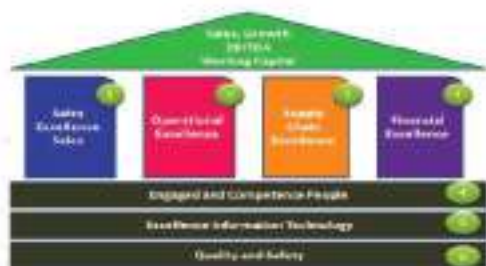 Sales, Growth
EBITDA
Working Capital
Sales
Excellence
Sales
Operational
Excellence
Supply
Chain
Excellence
Financial
Excellence
Engaged and Competence People
Excellence Information Technology
Quality and Safety